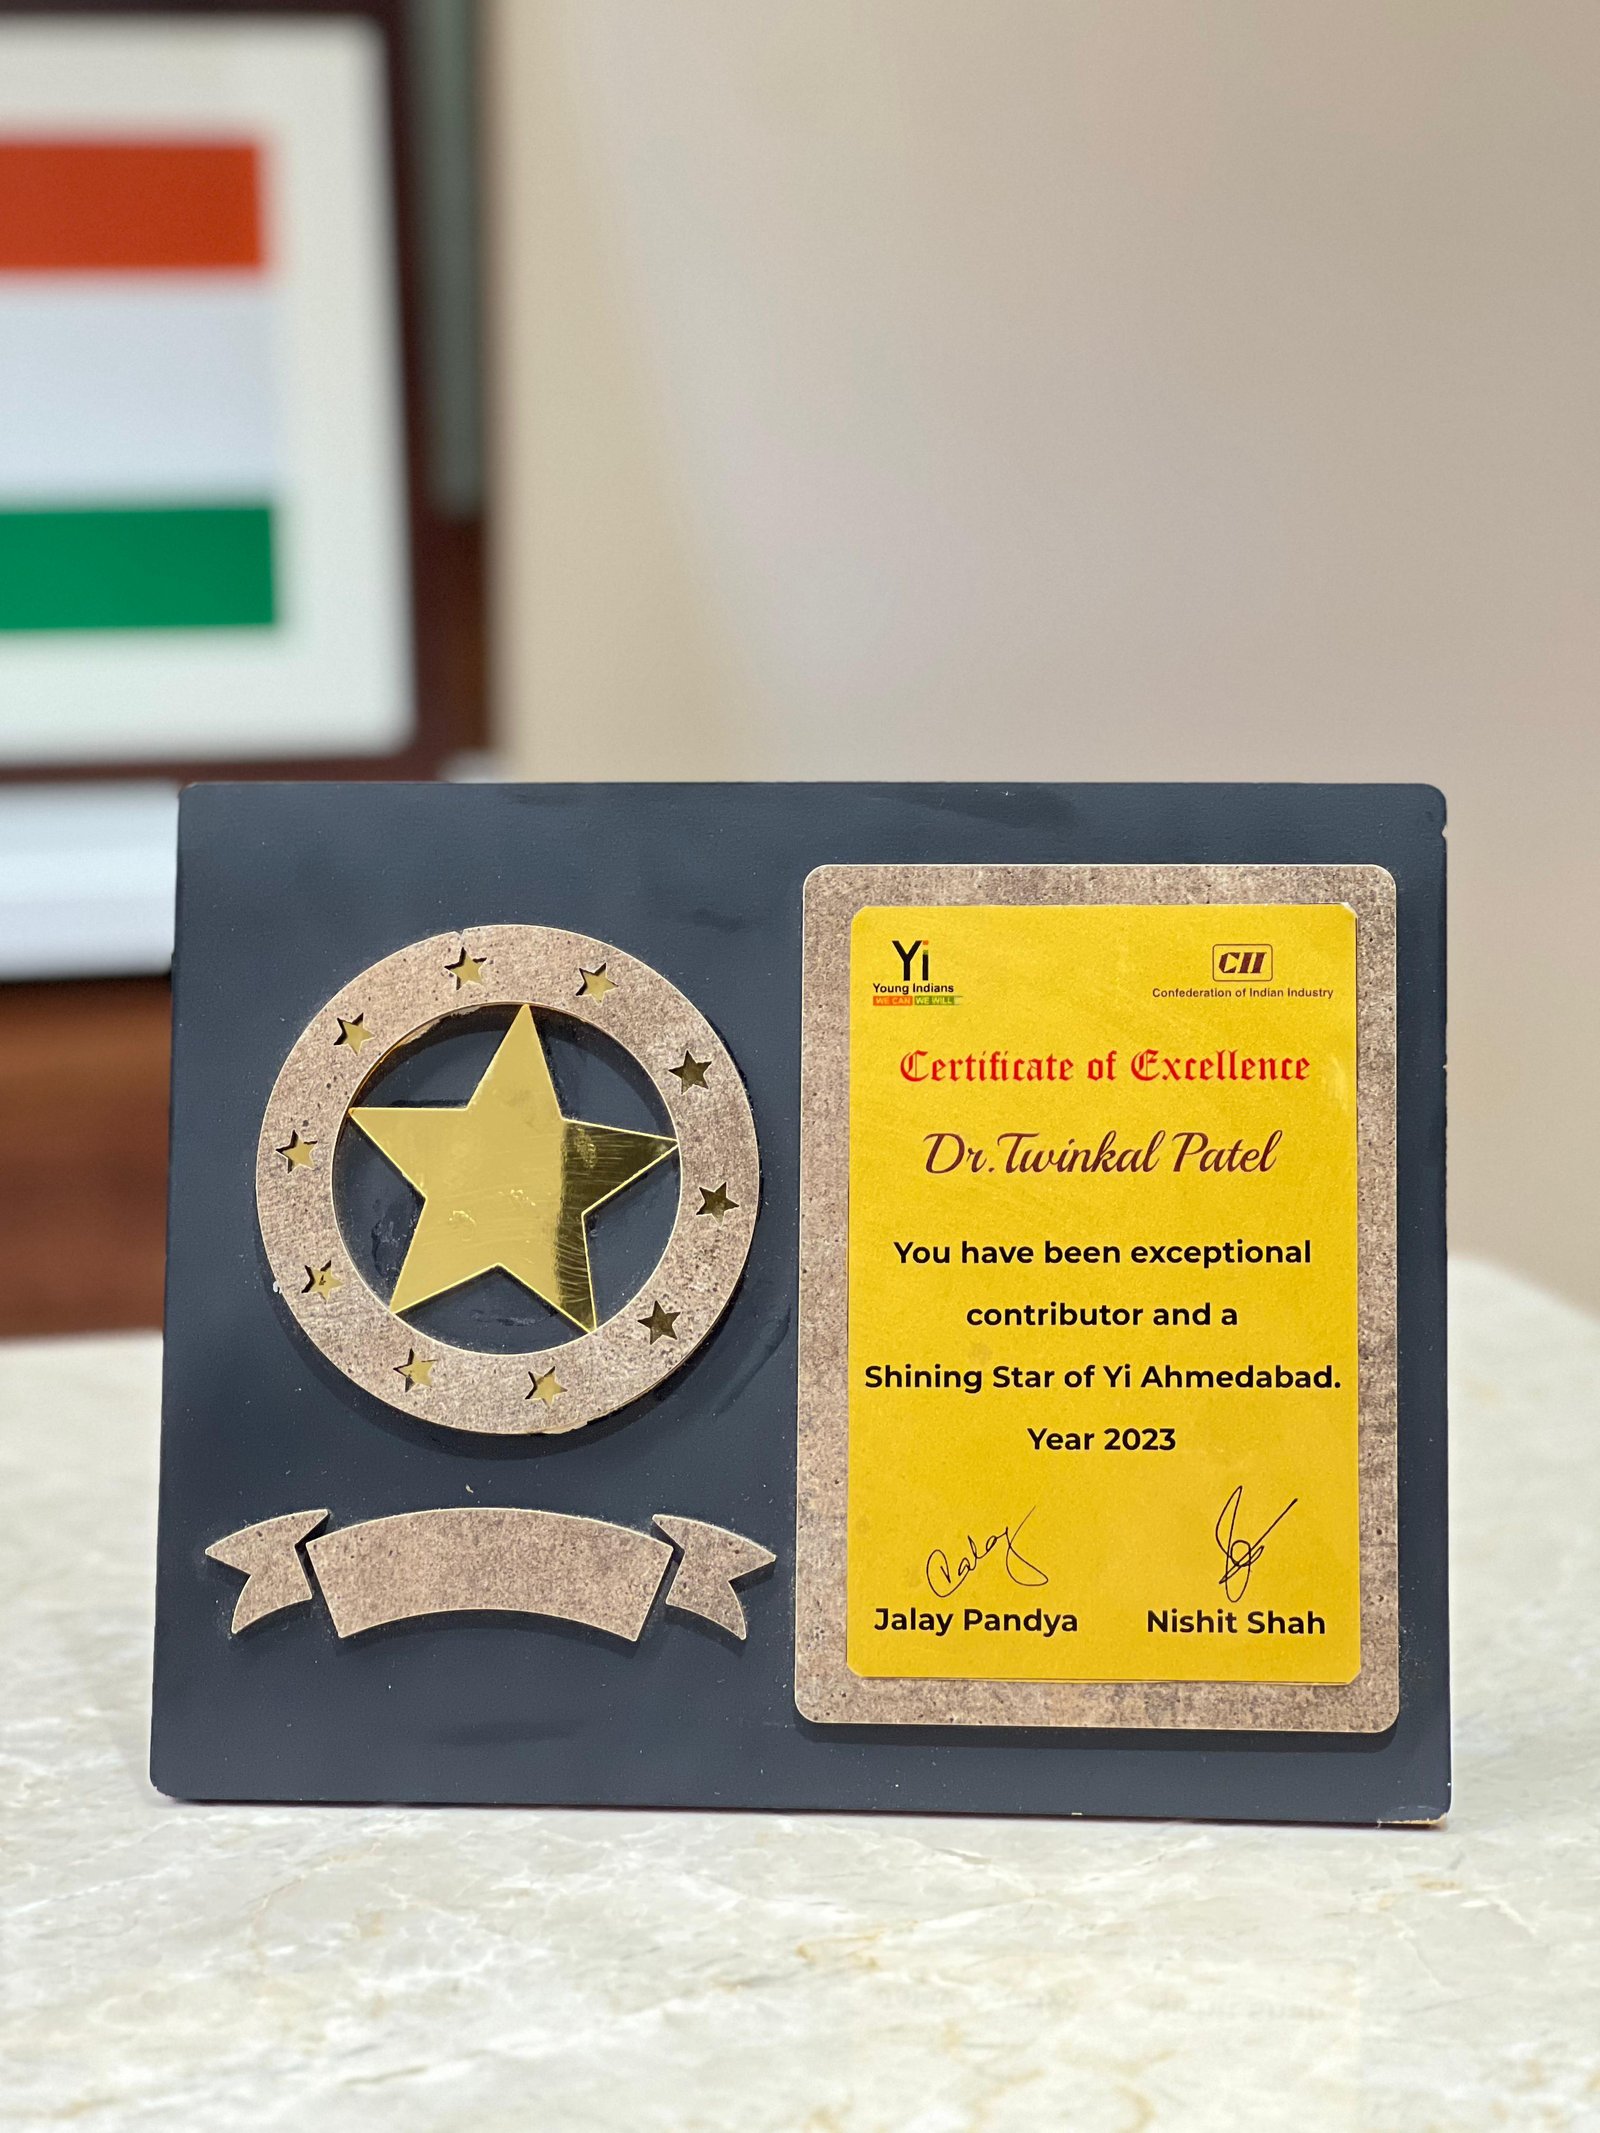 Yi
Young Indians
WE CAN WE WILL
CII
Confederation of Indian Industry
Certificate of Excellence
Dr.Twinkal Patel
You have been exceptional
contributor and a
Shining Star of Yi Ahmedabad.
Year 2023
Jalay
Jalay Pandya
Nishit Shah